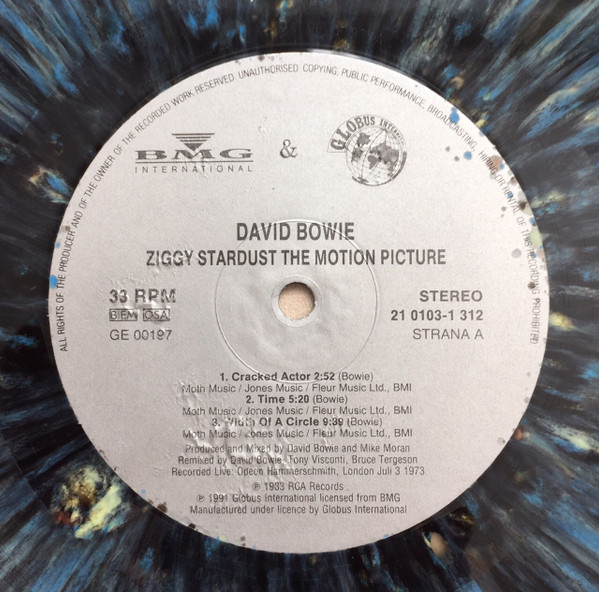 ALL RIGHTS OF THE PRODUCER AND OF THE OWNER OF THE RECORDED WORK RESERVED. UNAUTHORISED COPYING, PUBLIC PERFORMANCE, BROADCASTING, HIRING OR RENTAL OF THIS RECORDING PROHIBITED
BMG
INTERNATIONAL
&
GLOBUS
DAVID BOWIE
ZIGGY STARDUST THE MOTION PICTURE
33 RPM
BIEM OSA
GE 00197
STEREO
21 0103-1 312
STRANA A
1. Cracked Actor 2:52 (Bowie)
Moth Music / Jones Music / Fleur Music Ltd., BMI
2. Time 5:20 (Bowie)
Moth Music / Jones Music / Fleur Music Ltd., BMI
3. Width Of A Circle 9:39 (Bowie)
Moth Music / Jones Music / Fleur Music Ltd., BMI
Produced and Mixed by David Bowie and Mike Moran
Remixed by David Bowie, Tony Visconti, Bruce Tergeson
Recorded Live: Odeon Hammerschmith, London Juli 3 1973
℗ 1983 RCA Records
℗ 1991 Globus International licensed from BMG
Manufactured under licence by Globus International